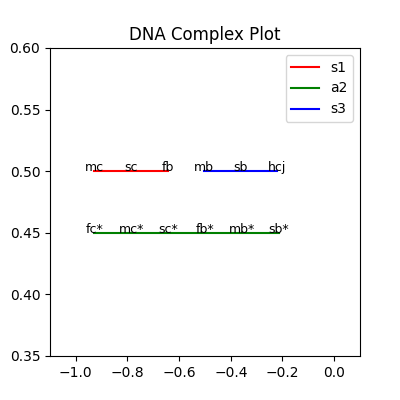 DNA Complex Plot
0.60
s1
a2
s3
0.55
0.50
mc sc fb mb sb hcj
0.45
fc* mc* sc* fb* mb* sb*
0.40
0.35
−1.0 −0.8 −0.6 −0.4 −0.2 0.0